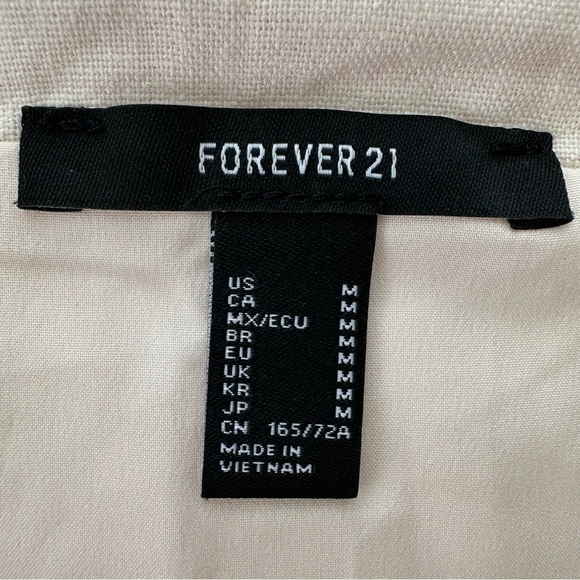 FOREVER 21
US M
CA M
MX/ECU M
BR M
EU M
UK M
KR M
JP M
CN 165/72A
MADE IN
VIETNAM